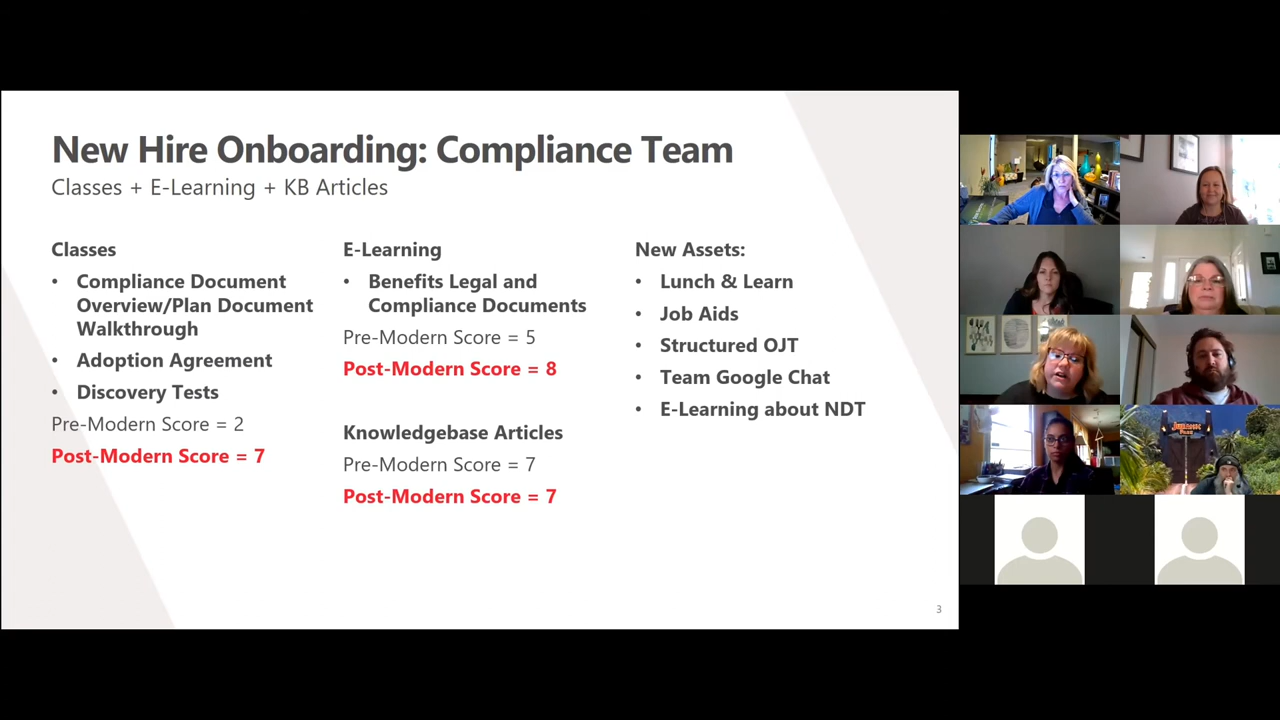 New Hire Onboarding: Compliance Team
Classes + E-Learning + KB Articles
Classes
• Compliance Document
Overview/Plan Document
Walkthrough
• Adoption Agreement
• Discovery Tests
Pre-Modern Score = 2
Post-Modern Score = 7
E-Learning
• Benefits Legal and
Compliance Documents
Pre-Modern Score = 5
Post-Modern Score = 8
Knowledgebase Articles
Pre-Modern Score = 7
Post-Modern Score = 7
New Assets:
• Lunch & Learn
• Job Aids
• Structured OJT
• Team Google Chat
• E-Learning about NDT
3